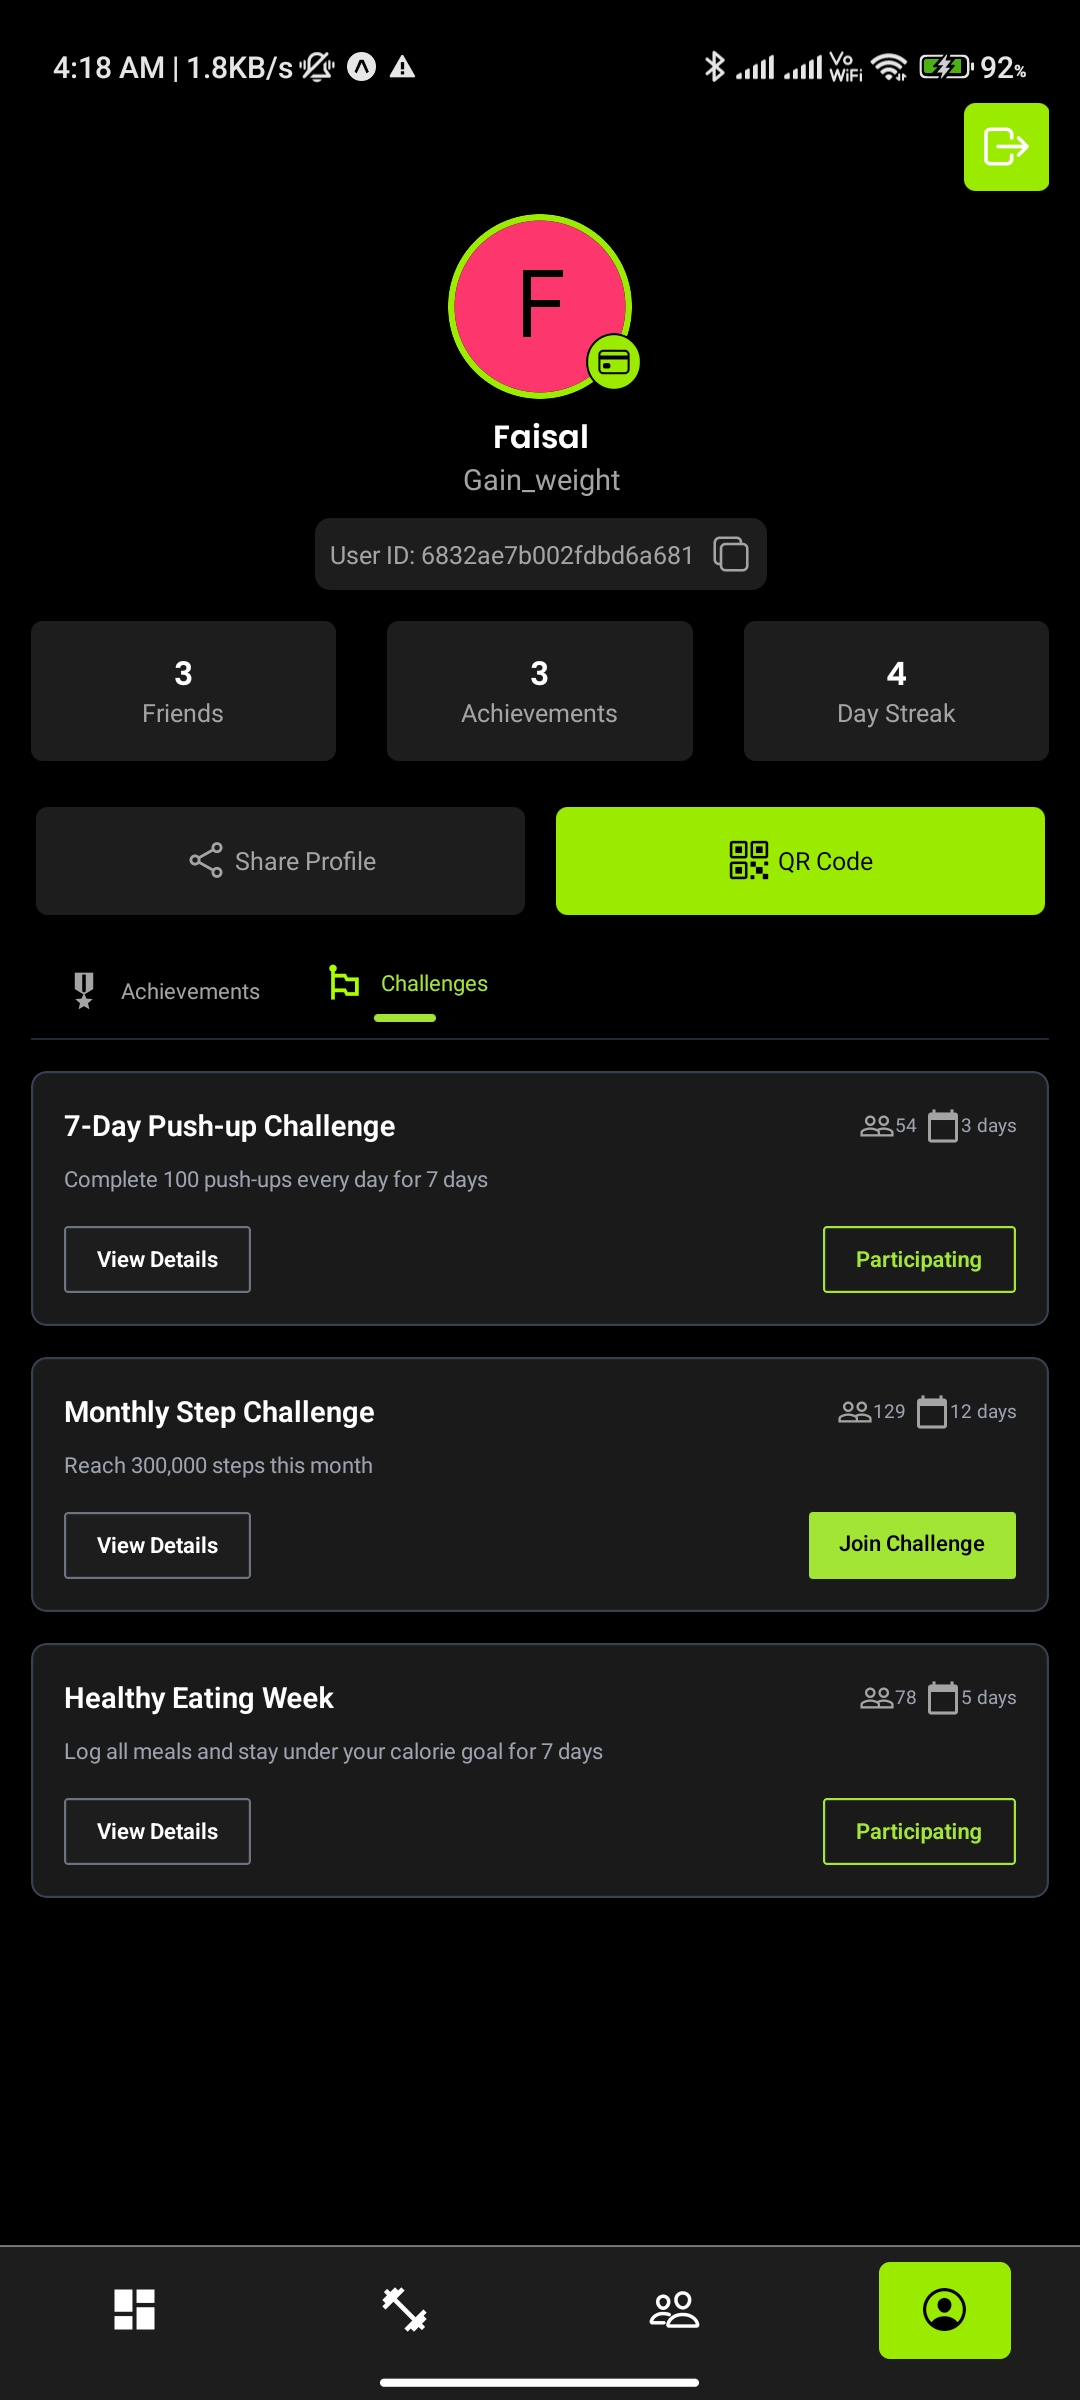 4:18 AM | 1.8KB/s
Vo WiFi 92%
F
Faisal
Gain_weight
User ID: 6832ae7b002fdbd6a681
3 3 4
Friends Achievements Day Streak
Share Profile QR Code
Achievements Challenges
7-Day Push-up Challenge 54 3 days
Complete 100 push-ups every day for 7 days
View Details Participating
Monthly Step Challenge 129 12 days
Reach 300,000 steps this month
View Details Join Challenge
Healthy Eating Week 78 5 days
Log all meals and stay under your calorie goal for 7 days
View Details Participating